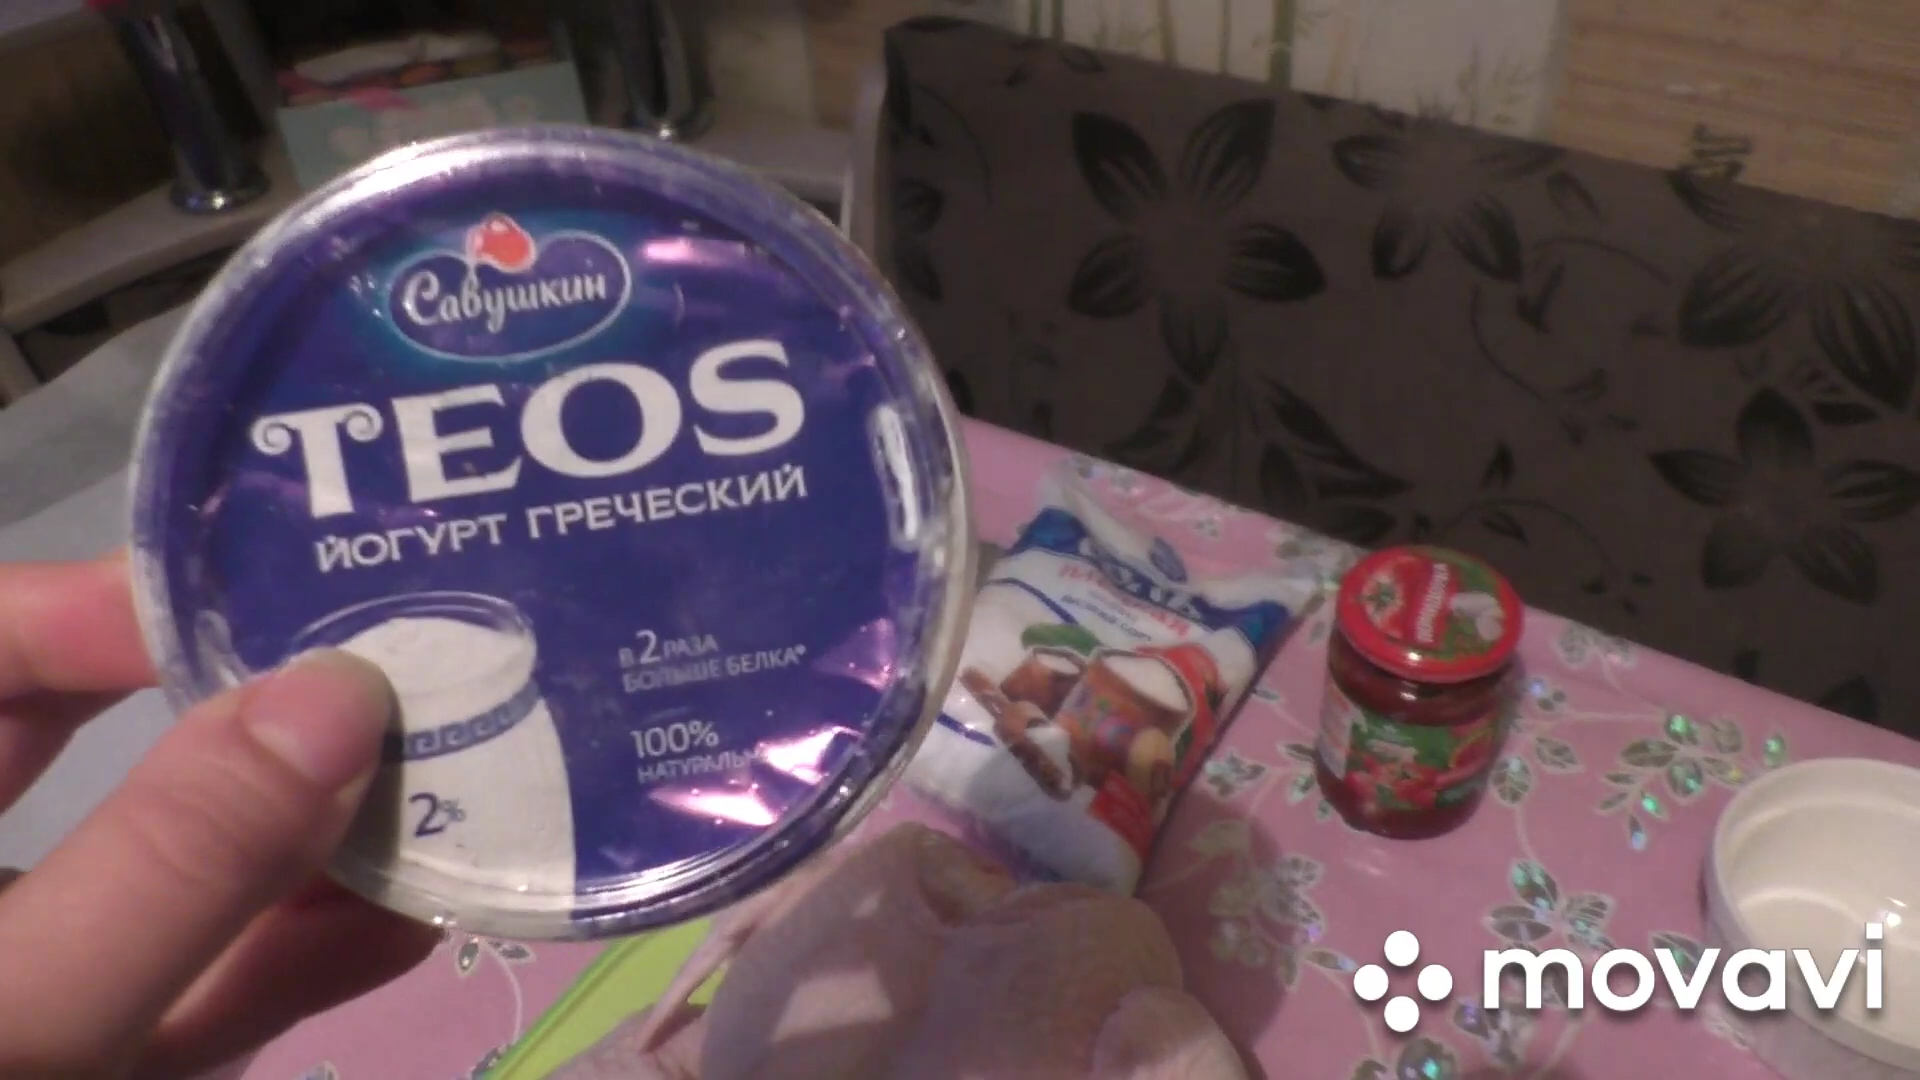 Савушкин
TEOS
ЙОГУРТ ГРЕЧЕСКИЙ
В 2 РАЗА
БОЛЬШЕ БЕЛКА*
100%
2%
movavi